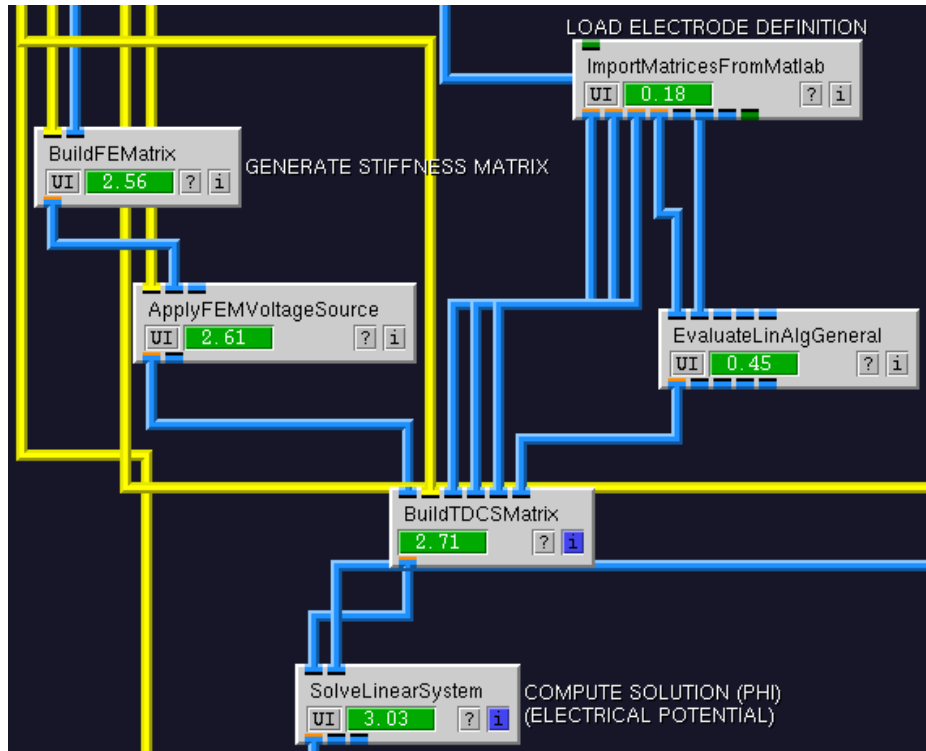 LOAD ELECTRODE DEFINITION
ImportMatricesFromMatlab
UI 0.18 ? i
BuildFEMatrix
UI 2.56 ? i
GENERATE STIFFNESS MATRIX
ApplyFEMVoltageSource
UI 2.61 ? i
EvaluateLinAlgGeneral
UI 0.45 ? i
BuildTDCSMatrix
2.71 ? i
SolveLinearSystem
UI 3.03 ? i
COMPUTE SOLUTION (PHI)
(ELECTRICAL POTENTIAL)